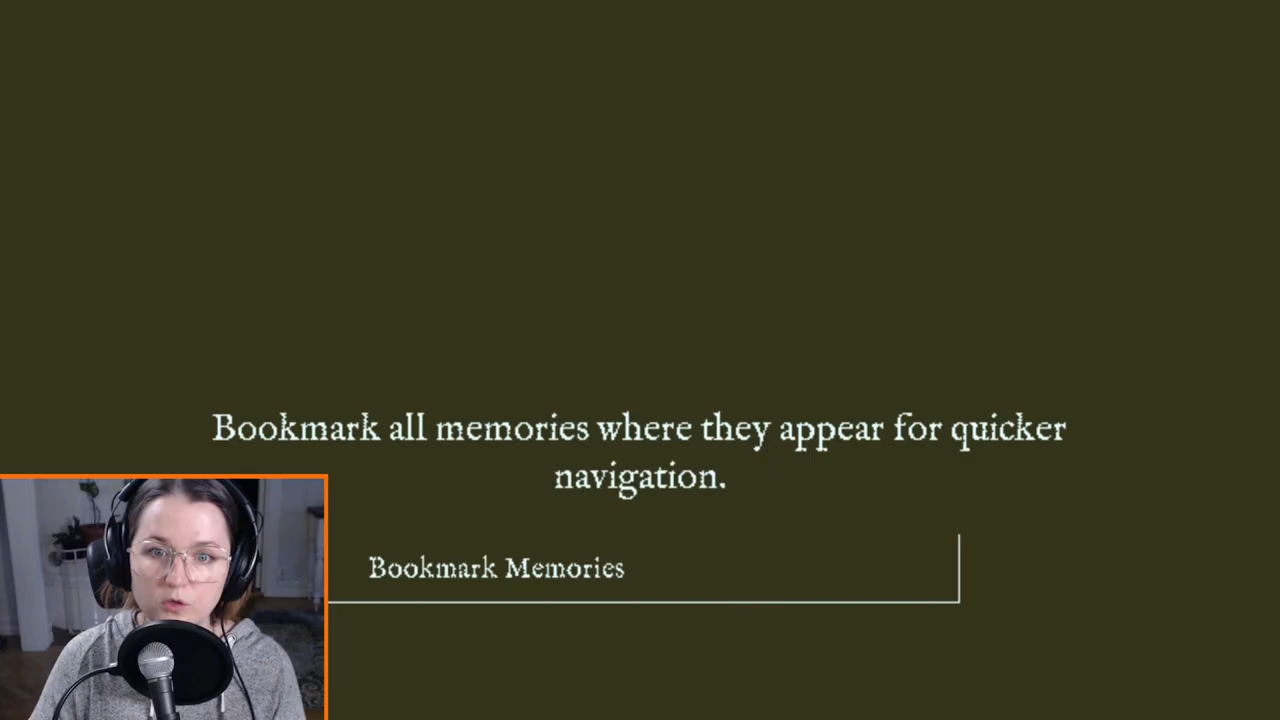 Bookmark all memories where they appear for quicker
navigation.
Bookmark Memories